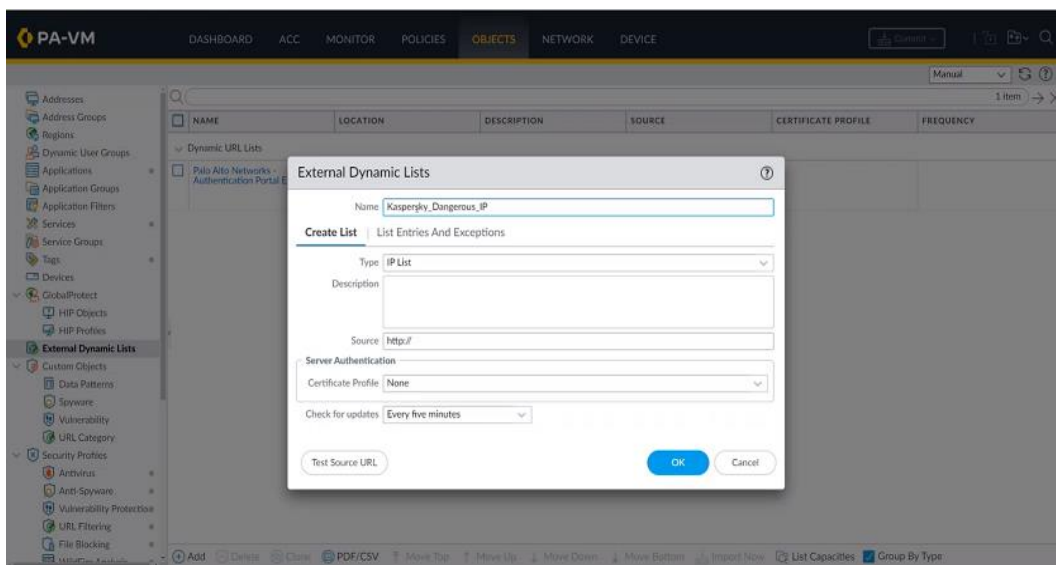 PA-VM
DASHBOARD ACC MONITOR POLICIES OBJECTS NETWORK DEVICE Commit
Manual
1 item
NAME LOCATION DESCRIPTION SOURCE CERTIFICATE PROFILE FREQUENCY
Dynamic URL Lists
Palo Alto Networks -
Authentication Portal E
Addresses
Address Groups
Regions
Dynamic User Groups
Applications
Application Groups
Application Filters
Services
Service Groups
Tags
Devices
GlobalProtect
HIP Objects
HIP Profiles
External Dynamic Lists
Custom Objects
Data Patterns
Spyware
Vulnerability
URL Category
Security Profiles
Antivirus
Anti-Spyware
Vulnerability Protection
URL Filtering
File Blocking
External Dynamic Lists
Name Kaspersky_Dangerous_IP
Create List | List Entries And Exceptions
Type IP List
Description
Source http://
Server Authentication
Certificate Profile None
Check for updates Every five minutes
Test Source URL OK Cancel
Add Delete Clone PDF/CSV Move Top Move Up Move Down Move Bottom Import Now List Capacities Group By Type